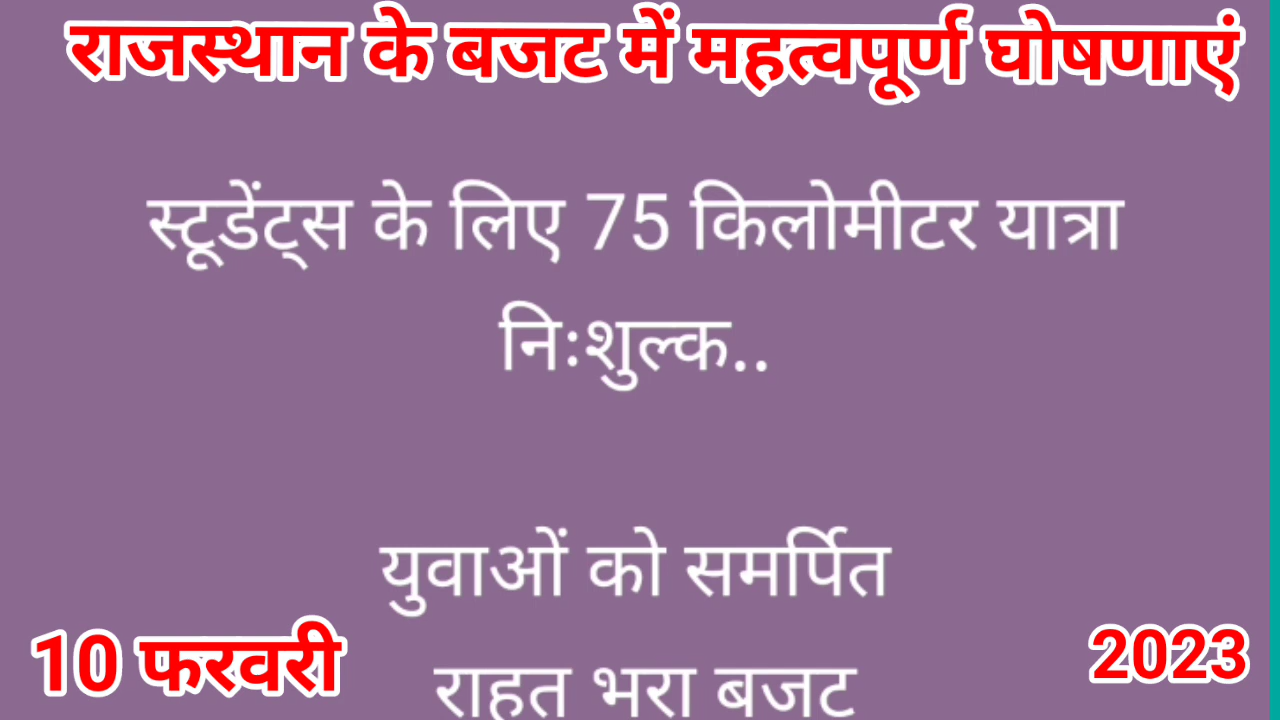 राजस्थान के बजट में महत्वपूर्ण घोषणाएं
स्टूडेंट्स के लिए 75 किलोमीटर यात्रा
निःशुल्क..
युवाओं को समर्पित
राहत भरा बजट
10 फरवरी
2023